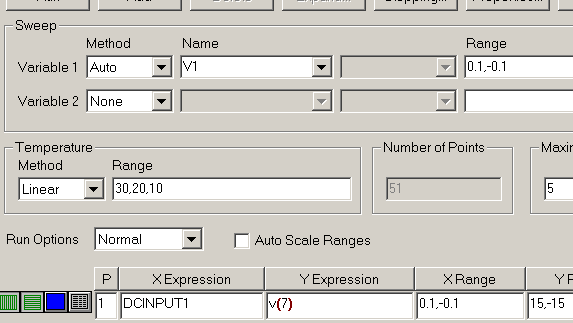 Sweep
Method Name Range
Variable 1 Auto V1 0.1,-0.1
Variable 2 None
Temperature Number of Points
Method Range
Linear 30,20,10 51 5
Run Options Normal Auto Scale Ranges
P X Expression Y Expression X Range
1 DCINPUT1 v(7) 0.1,-0.1 15,-15